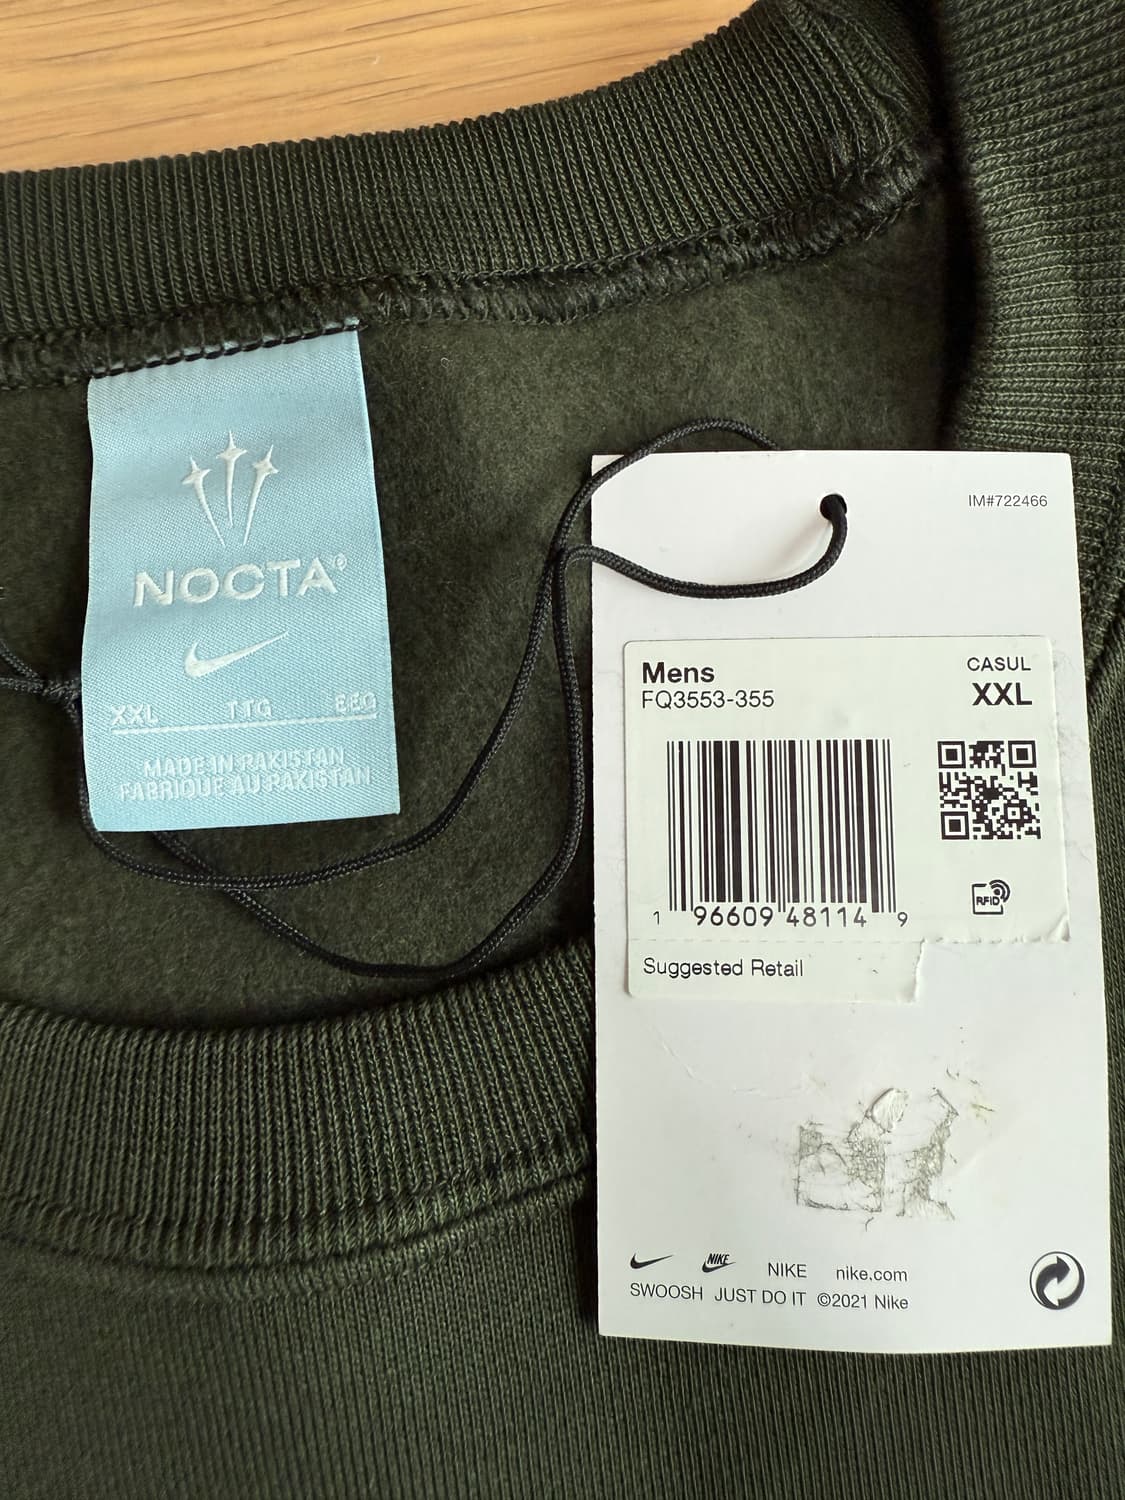 NOCTA®
XXL TTG EEG
MADE IN PAKISTAN
FABRIQUE AU PAKISTAN
IM#722466
Mens
FQ3553-355
CASUL
XXL
1 96609 48114 9
RFID
Suggested Retail
NIKE NIKE nike.com
SWOOSH JUST DO IT ©2021 Nike